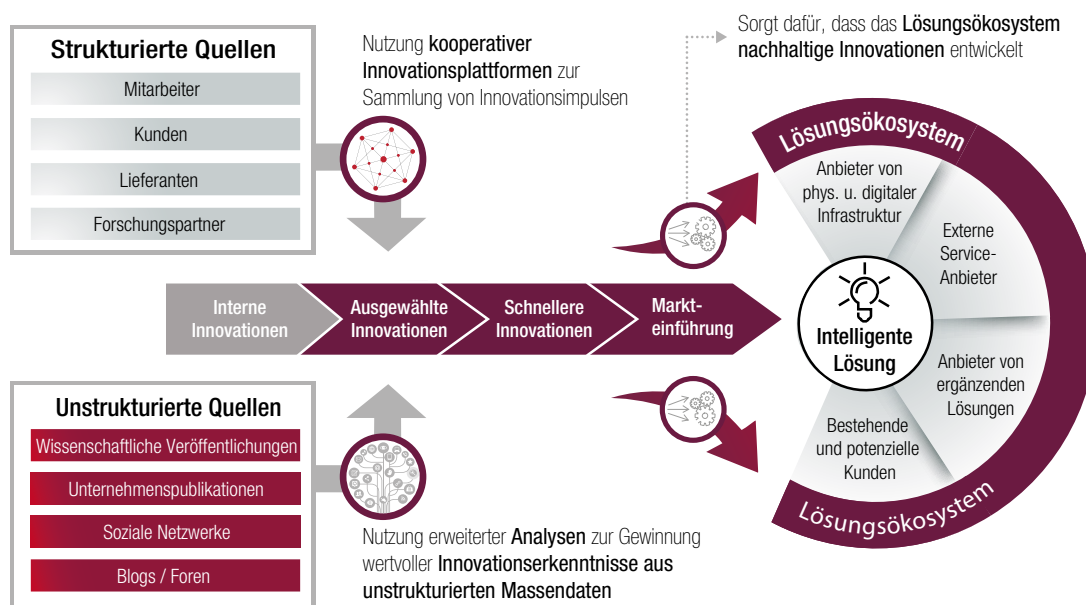 Strukturierte Quellen
Mitarbeiter
Kunden
Lieferanten
Forschungspartner
Nutzung kooperativer
Innovationsplattformen zur
Sammlung von Innovationsimpulsen
Sorgt dafür, dass das Lösungsökosystem
nachhaltige Innovationen entwickelt
Interne
Innovationen
Ausgewählte
Innovationen
Schnellere
Innovationen
Markt-
einführung
Lösungsökosystem
Anbieter von
phys. u. digitaler
Infrastruktur
Externe
Service-
Anbieter
Intelligente
Lösung
Anbieter von
ergänzenden
Lösungen
Bestehende
und potenzielle
Kunden
Lösungsökosystem
Unstrukturierte Quellen
Wissenschaftliche Veröffentlichungen
Unternehmenspublikationen
Soziale Netzwerke
Blogs / Foren
Nutzung erweiterter Analysen zur Gewinnung
wertvoller Innovationserkenntnisse aus
unstrukturierten Massendaten